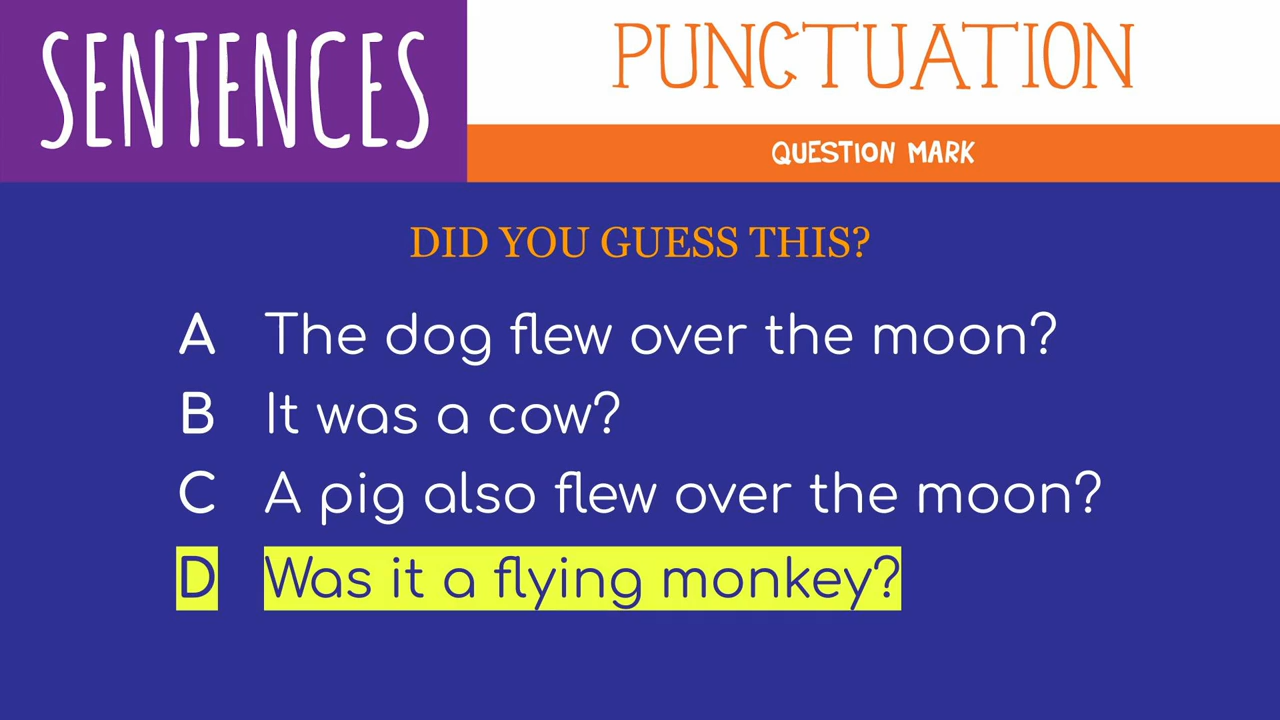 SENTENCES
PUNCTUATION
QUESTION MARK
DID YOU GUESS THIS?
A The dog flew over the moon?
B It was a cow?
C A pig also flew over the moon?
D Was it a flying monkey?